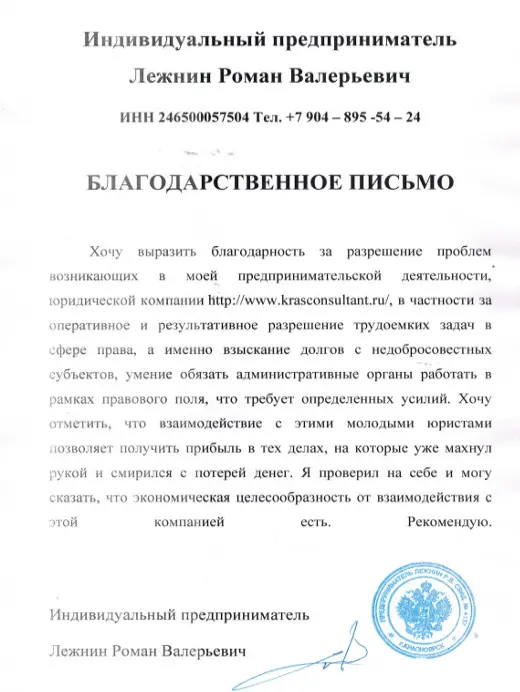 Индивидуальный предприниматель
Лежнин Роман Валерьевич
ИНН 246500057504 Тел. +7 904 – 895 -54 – 24
БЛАГОДАРСТВЕННОЕ ПИСЬМО
Хочу выразить благодарность за разрешение проблем
возникающих в моей предпринимательской деятельности,
юридической компании http://www.krasconsultant.ru/, в частности за
оперативное и результативное разрешение трудоемких задач в
сфере права, а именно взыскание долгов с недобросовестных
субъектов, умение обязать административные органы работать в
рамках правового поля, что требует определенных усилий. Хочу
отметить, что взаимодействие с этими молодыми юристами
позволяет получить прибыль в тех делах, на которые уже махнул
рукой и смирился с потерей денег. Я проверил на себе и могу
сказать, что экономическая целесообразность от взаимодействия с
этой компанией есть. Рекомендую.
Индивидуальный предприниматель
Лежнин Роман Валерьевич
ПРЕДПРИНИМАТЕЛЬ ЛЕЖНИН Р.В. СВИД. №
Г.КРАСНОЯРСК